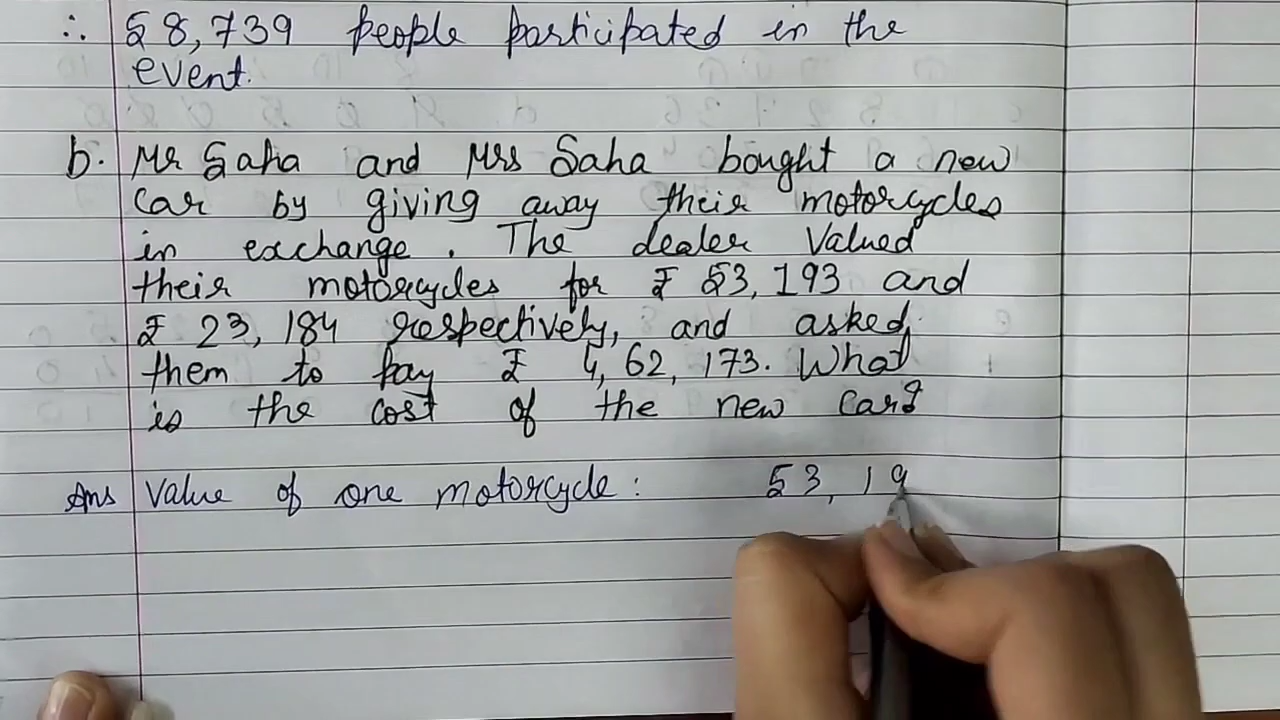 ∴ 58,739 people participated in the
event.
b. Mr Saha and Mrs Saha bought a new
car by giving away their motorcycles
in exchange. The dealer valued
their motorcycles for ₹ 53,193 and
₹ 23,184 respectively, and asked
them to pay ₹ 4,62,173. What
is the cost of the new car?
Ans Value of one motorcycle: 53,19